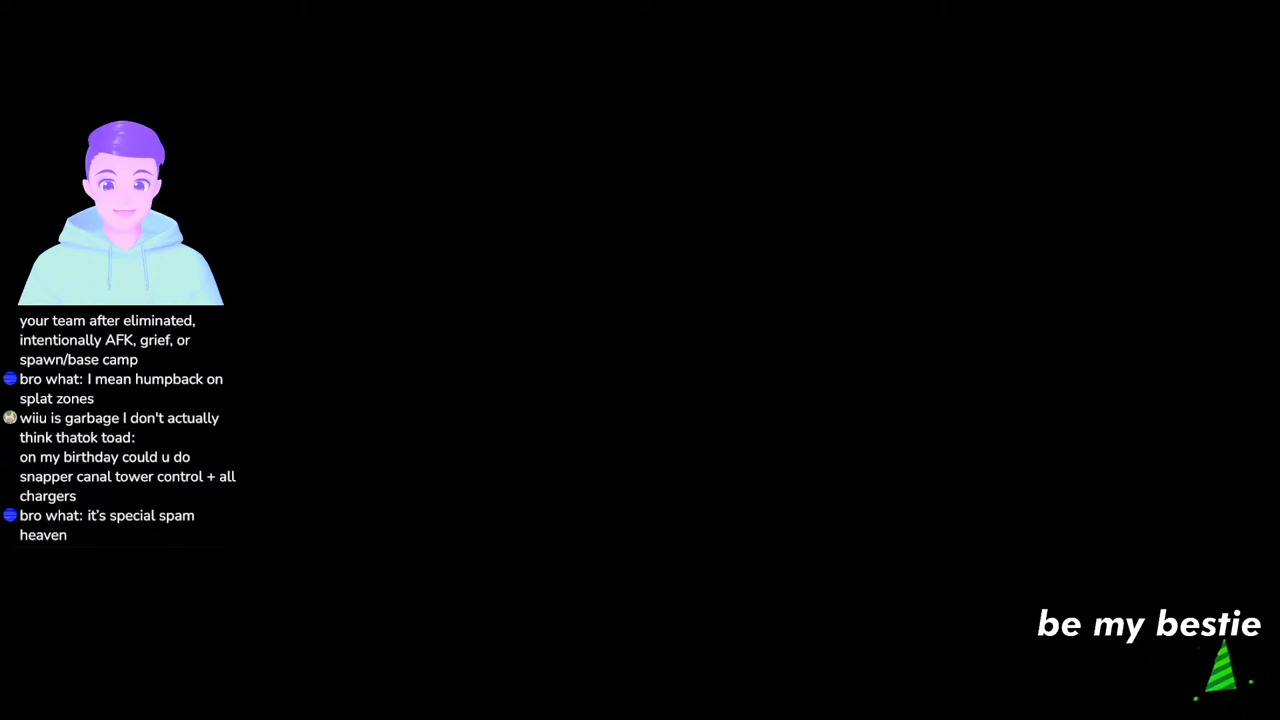 your team after eliminated,
intentionally AFK, grief, or
spawn/base camp
bro what: I mean humpback on
splat zones
wiiu is garbage I don't actually
think thatok toad:
on my birthday could u do
snapper canal tower control + all
chargers
bro what: it’s special spam
heaven
be my bestie